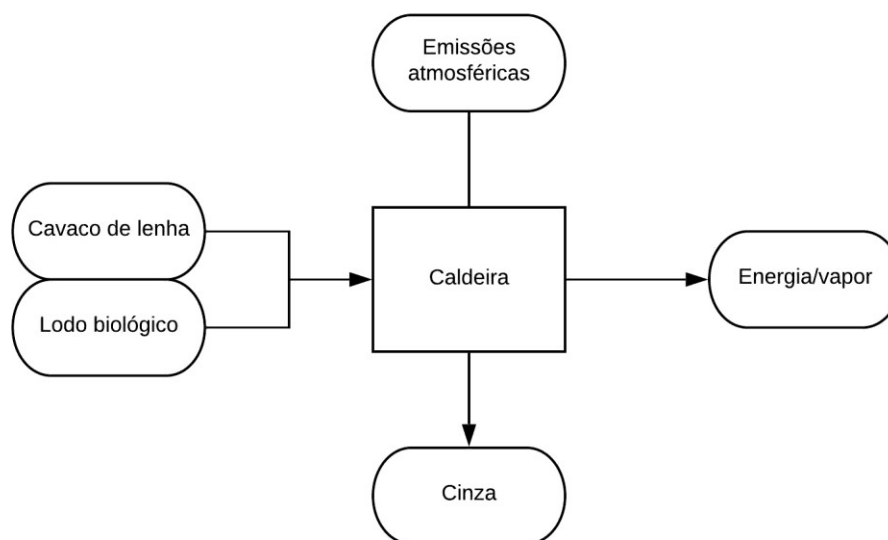 Emissões
atmosféricas
Cavaco de lenha
Caldeira
Energia/vapor
Lodo biológico
Cinza